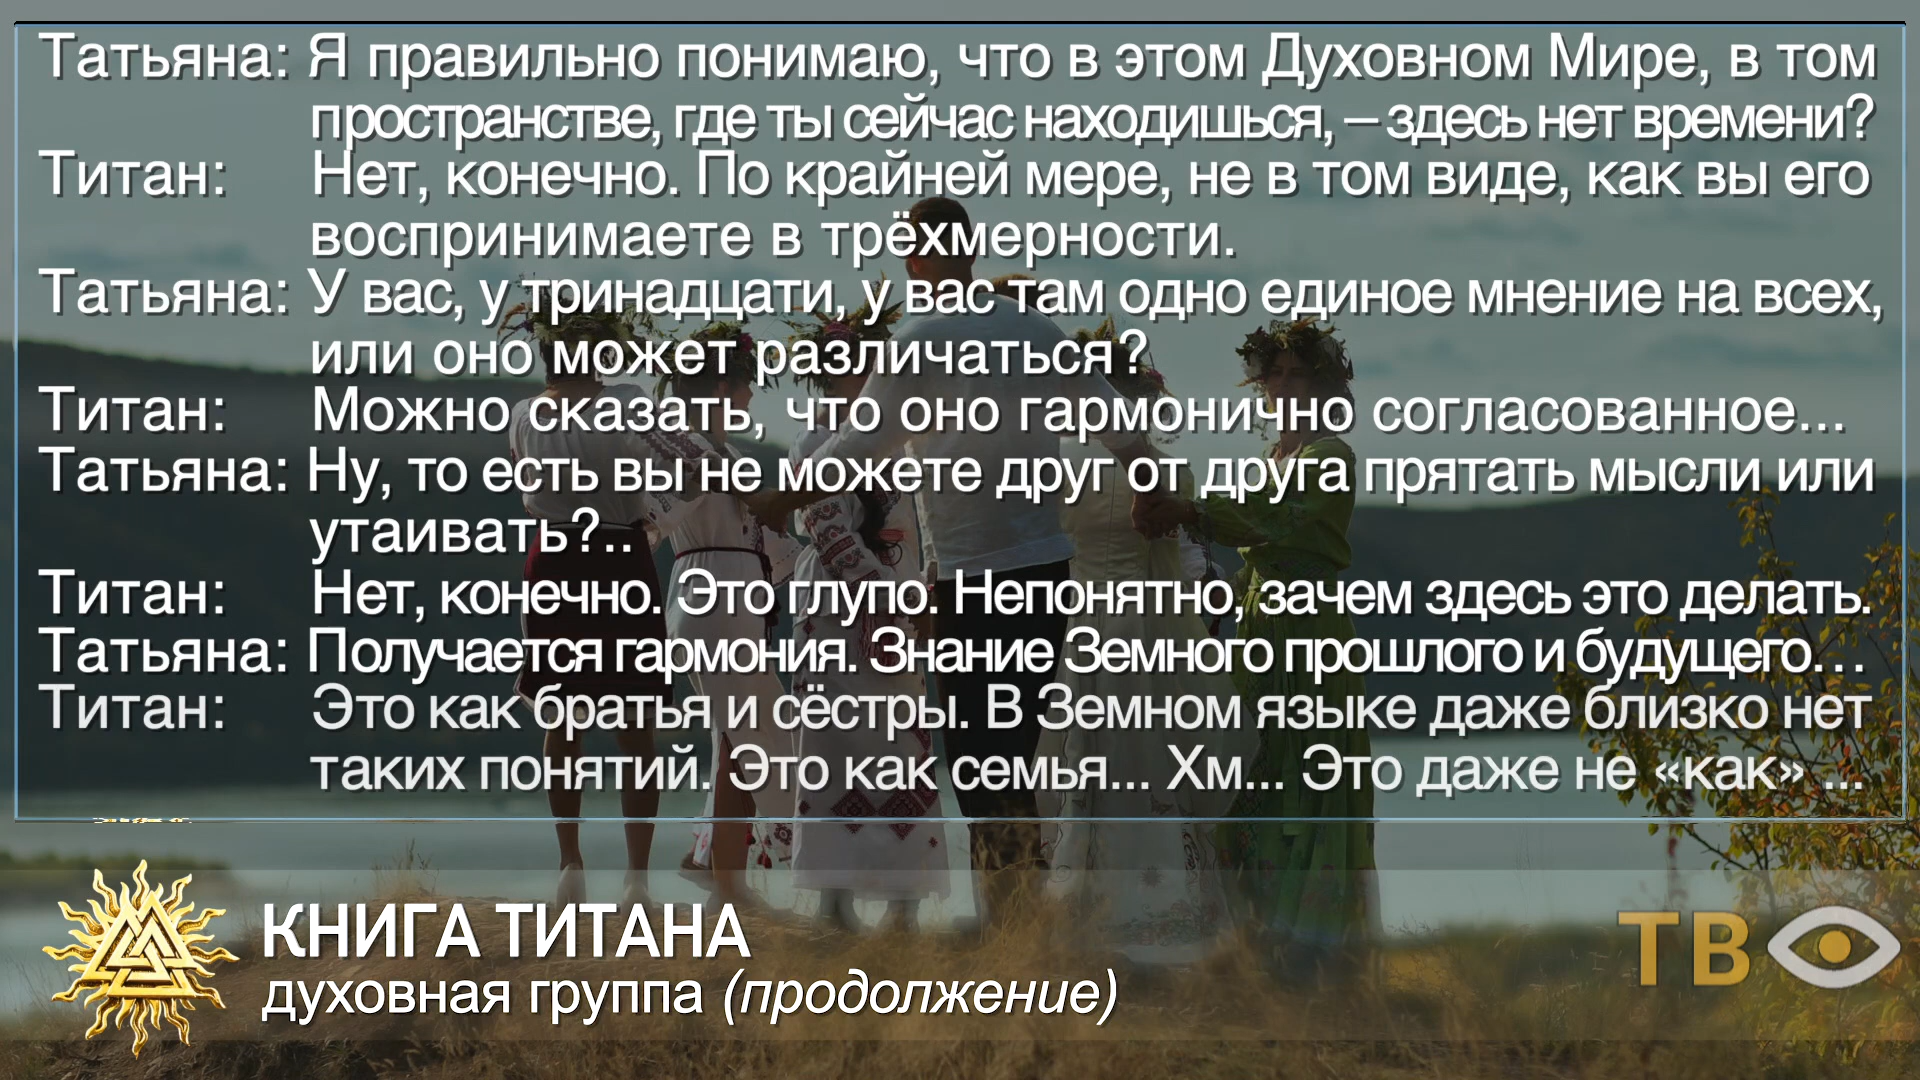 Татьяна: Я правильно понимаю, что в этом Духовном Мире, в том
пространстве, где ты сейчас находишься, – здесь нет времени?
Титан: Нет, конечно. По крайней мере, не в том виде, как вы его
воспринимаете в трёхмерности.
Татьяна: У вас, у тринадцати, у вас там одно единое мнение на всех,
или оно может различаться?
Титан: Можно сказать, что оно гармонично согласованное...
Татьяна: Ну, то есть вы не можете друг от друга прятать мысли или
утаивать?..
Титан: Нет, конечно. Это глупо. Непонятно, зачем здесь это делать.
Татьяна: Получается гармония. Знание Земного прошлого и будущего...
Титан: Это как братья и сёстры. В Земном языке даже близко нет
таких понятий. Это как семья... Хм... Это даже не «как» ...
КНИГА ТИТАНА
духовная группа (продолжение)
ТВ